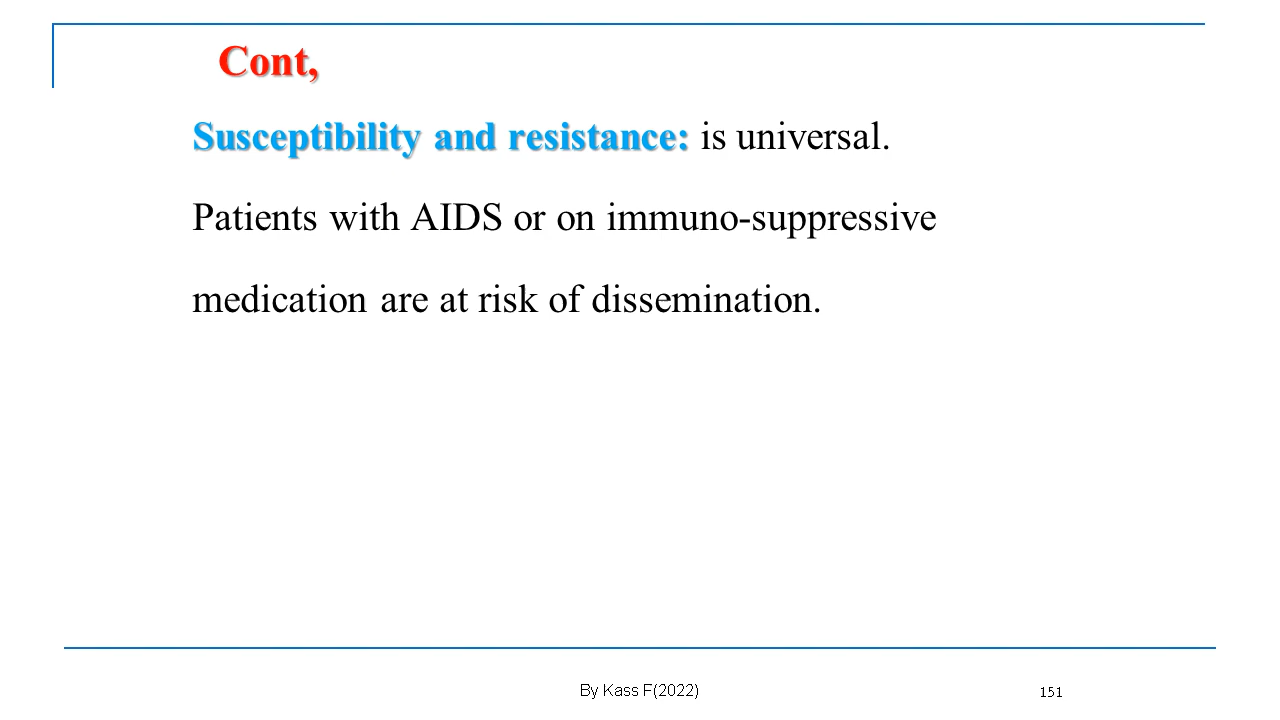 Cont,
Susceptibility and resistance: is universal.
Patients with AIDS or on immuno-suppressive
medication are at risk of dissemination.
By Kass F(2022)
151